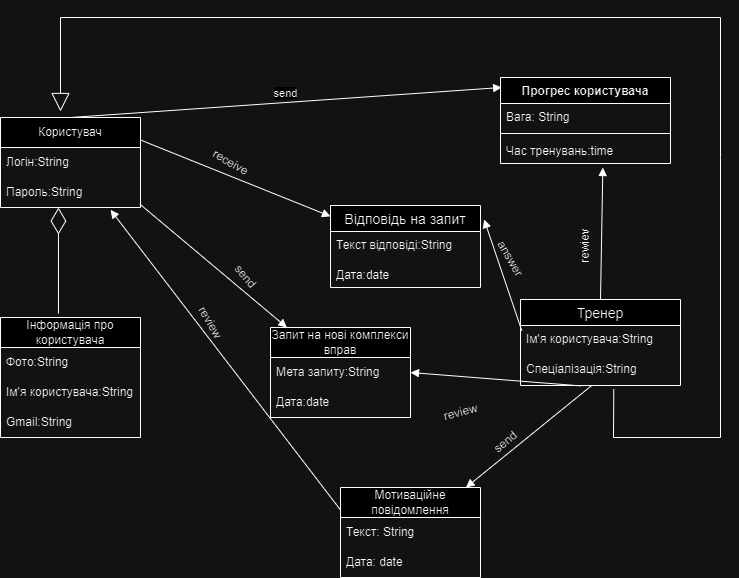 send
Прогрес користувача
Вага: String
Час тренувань:time
Користувач
Логін:String
Пароль:String
receive
Відповідь на запит
Текст відповіді:String
Дата:date
answer
rewiev
send
Тренер
Ім'я користувача:String
Спеціалізація:String
Інформація про
користувача
Фото:String
Ім'я користувача:String
Gmail:String
review
Запит на нові комплекси
вправ
Мета запиту:String
Дата:date
review
send
Мотиваційне
повідомлення
Текст: String
Дата: date